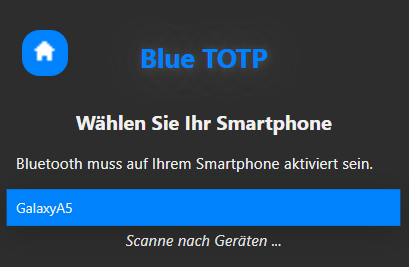 Blue TOTP
Wählen Sie Ihr Smartphone
Bluetooth muss auf Ihrem Smartphone aktiviert sein.
GalaxyA5
Scanne nach Geräten ...